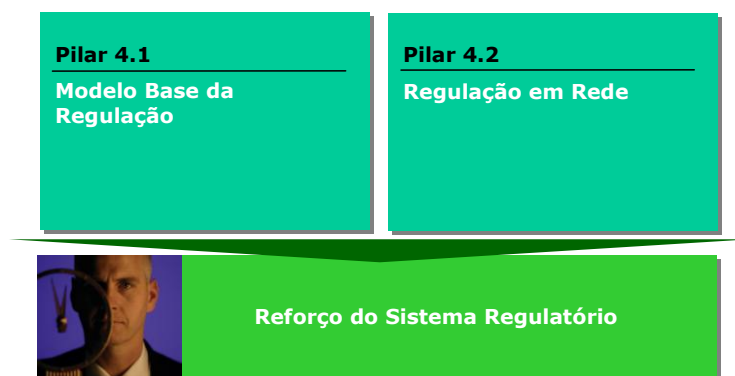 Pilar 4.1
Modelo Base da
Regulação
Pilar 4.2
Regulação em Rede
Reforço do Sistema Regulatório